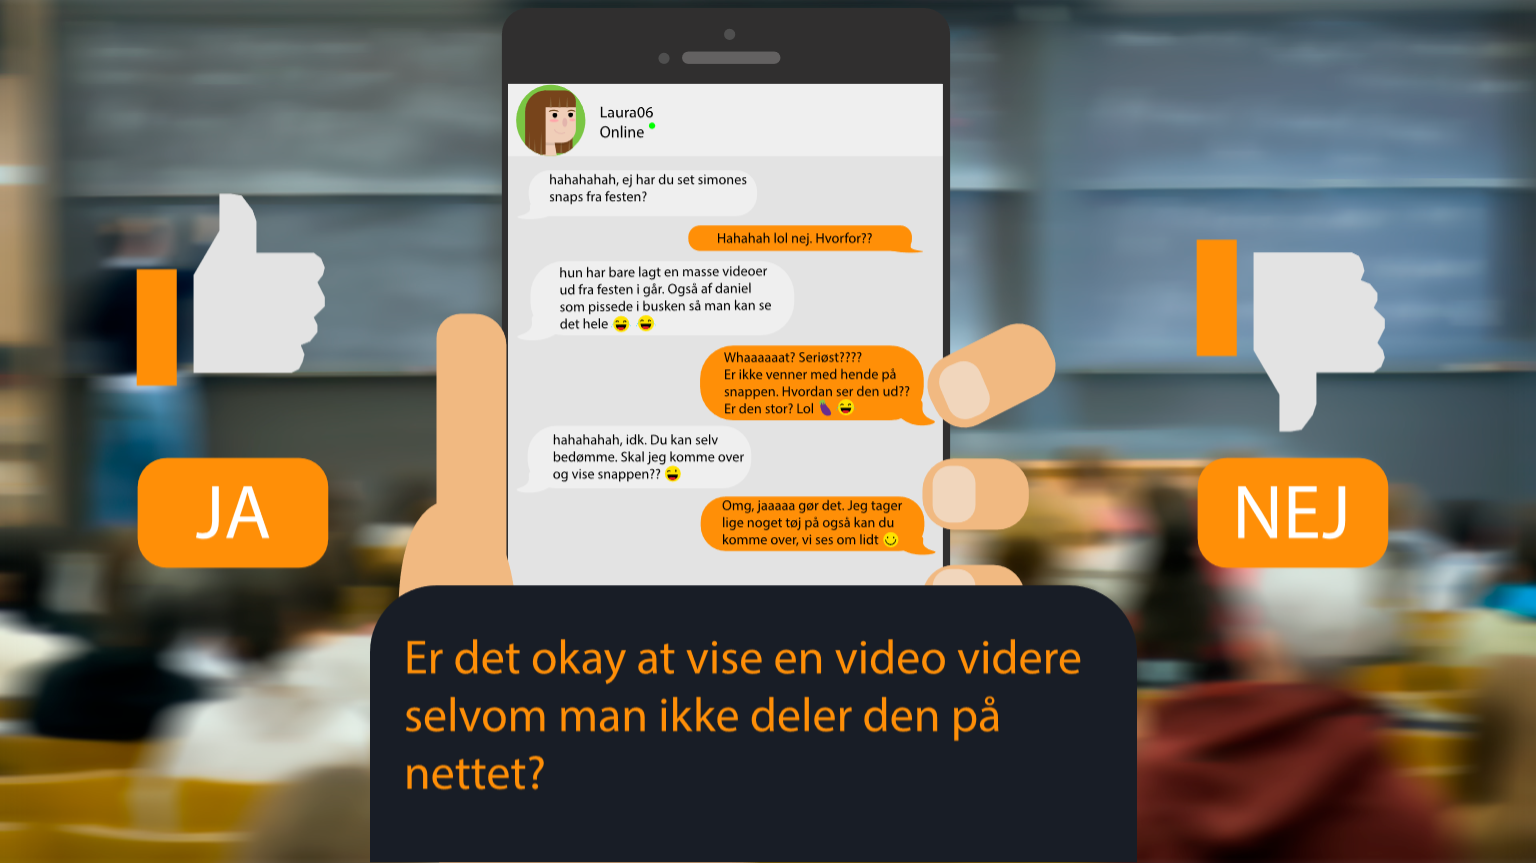 Laura06
Online
hahahahah, ej har du set simones
snaps fra festen?
Hahahah lol nej. Hvorfor??
hun har bare lagt en masse videoer
ud fra festen i går. Også af daniel
som pissede i busken så man kan se
det hele 😄 😄
Whaaaaaat? Seriøst????
Er ikke venner med hende på
snappen. Hvordan ser den ud??
Er den stor? Lol 🍆 😄
hahahahah, idk. Du kan selv
bedømme. Skal jeg komme over
og vise snappen?? 😄
Omg, jaaaaa gør det. Jeg tager
lige noget tøj på også kan du
komme over, vi ses om lidt 🙂
JA
NEJ
Er det okay at vise en video videre
selvom man ikke deler den på
nettet?